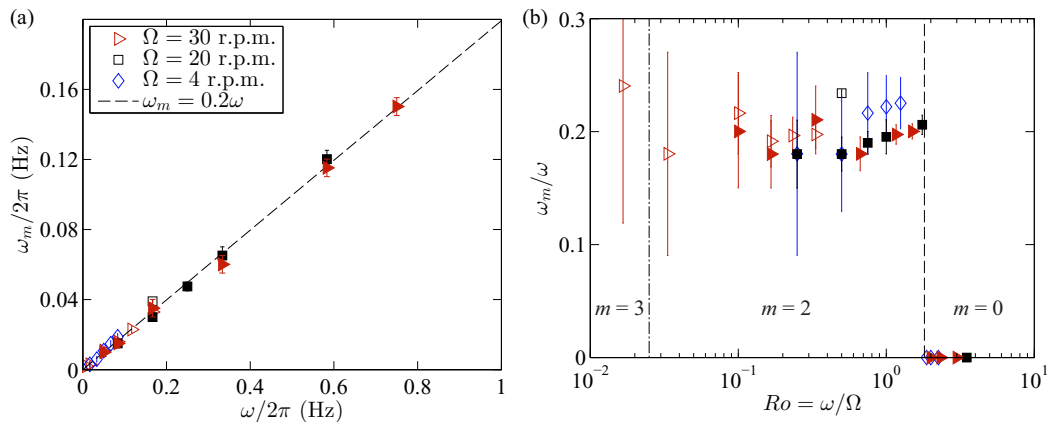 (a)
Ω = 30 r.p.m.
Ω = 20 r.p.m.
Ω = 4 r.p.m.
ω_m = 0.2ω
0.16
0.12
0.08
0.04
0
ω_m/2π (Hz)
0 0.2 0.4 0.6 0.8 1
ω/2π (Hz)
(b)
0.3
0.2
0.1
0
ω_m/ω
m = 3
m = 2
m = 0
10^−2 10^−1 10^0 10^1
Ro = ω/Ω